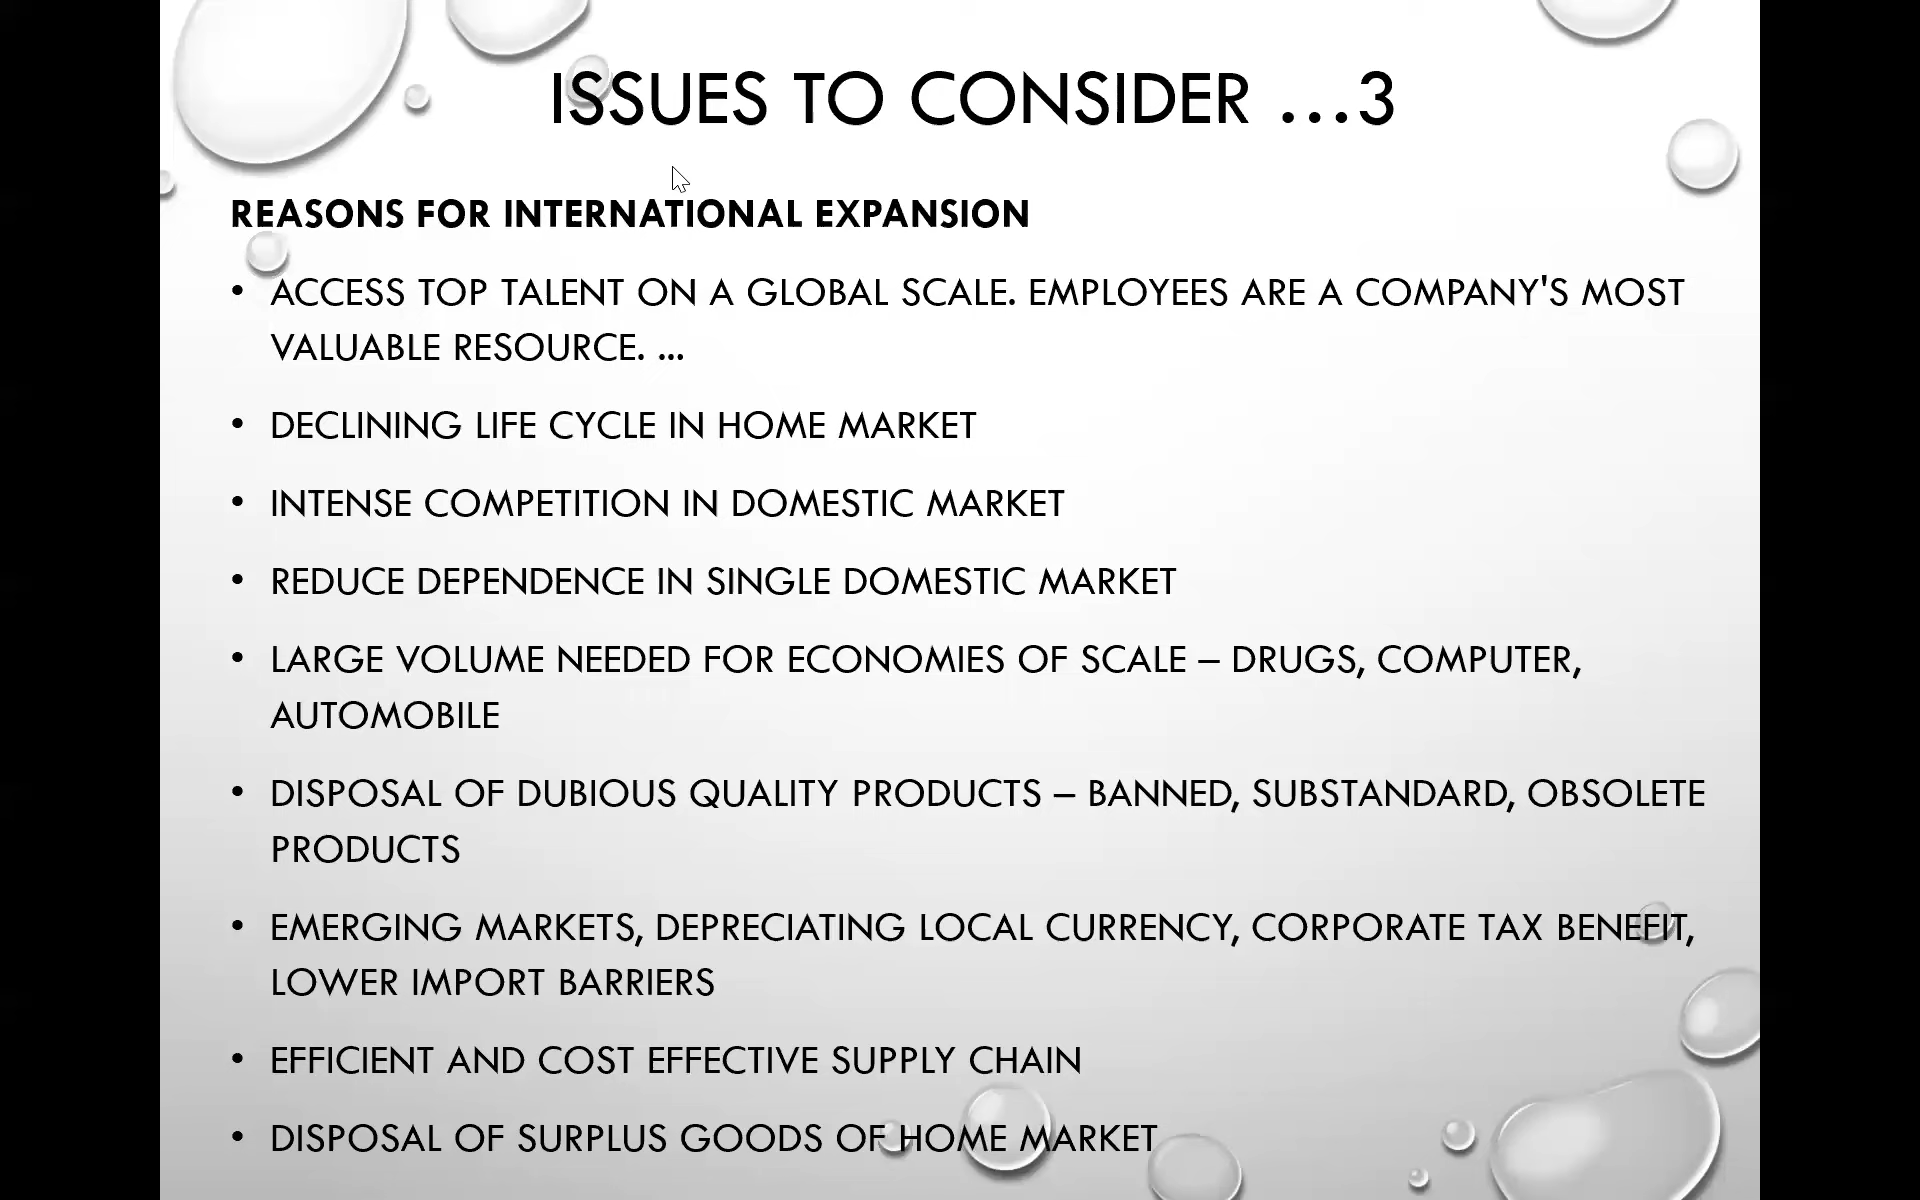 ISSUES TO CONSIDER ...3
REASONS FOR INTERNATIONAL EXPANSION
• ACCESS TOP TALENT ON A GLOBAL SCALE. EMPLOYEES ARE A COMPANY'S MOST
VALUABLE RESOURCE. ...
• DECLINING LIFE CYCLE IN HOME MARKET
• INTENSE COMPETITION IN DOMESTIC MARKET
• REDUCE DEPENDENCE IN SINGLE DOMESTIC MARKET
• LARGE VOLUME NEEDED FOR ECONOMIES OF SCALE – DRUGS, COMPUTER,
AUTOMOBILE
• DISPOSAL OF DUBIOUS QUALITY PRODUCTS – BANNED, SUBSTANDARD, OBSOLETE
PRODUCTS
• EMERGING MARKETS, DEPRECIATING LOCAL CURRENCY, CORPORATE TAX BENEFIT,
LOWER IMPORT BARRIERS
• EFFICIENT AND COST EFFECTIVE SUPPLY CHAIN
• DISPOSAL OF SURPLUS GOODS OF HOME MARKET